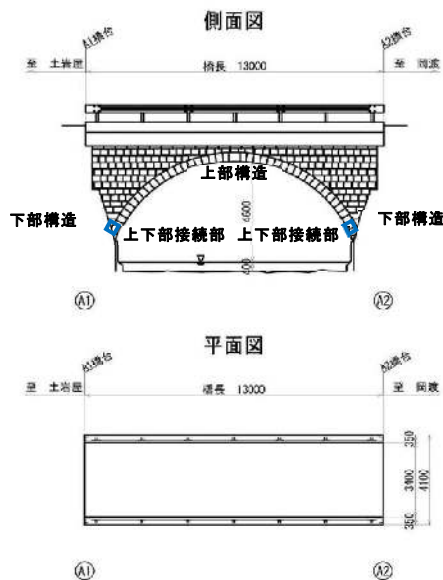 側面図
A1橋台
A2橋台
至 土岩屋
橋長 13000
至 岡渡
上部構造
下部構造
下部構造
上下部接続部
上下部接続部
4600
400
A1
A2
平面図
A1橋台
A2橋台
至 土岩屋
橋長 13000
至 岡渡
350
3400
4100
350
A1
A2